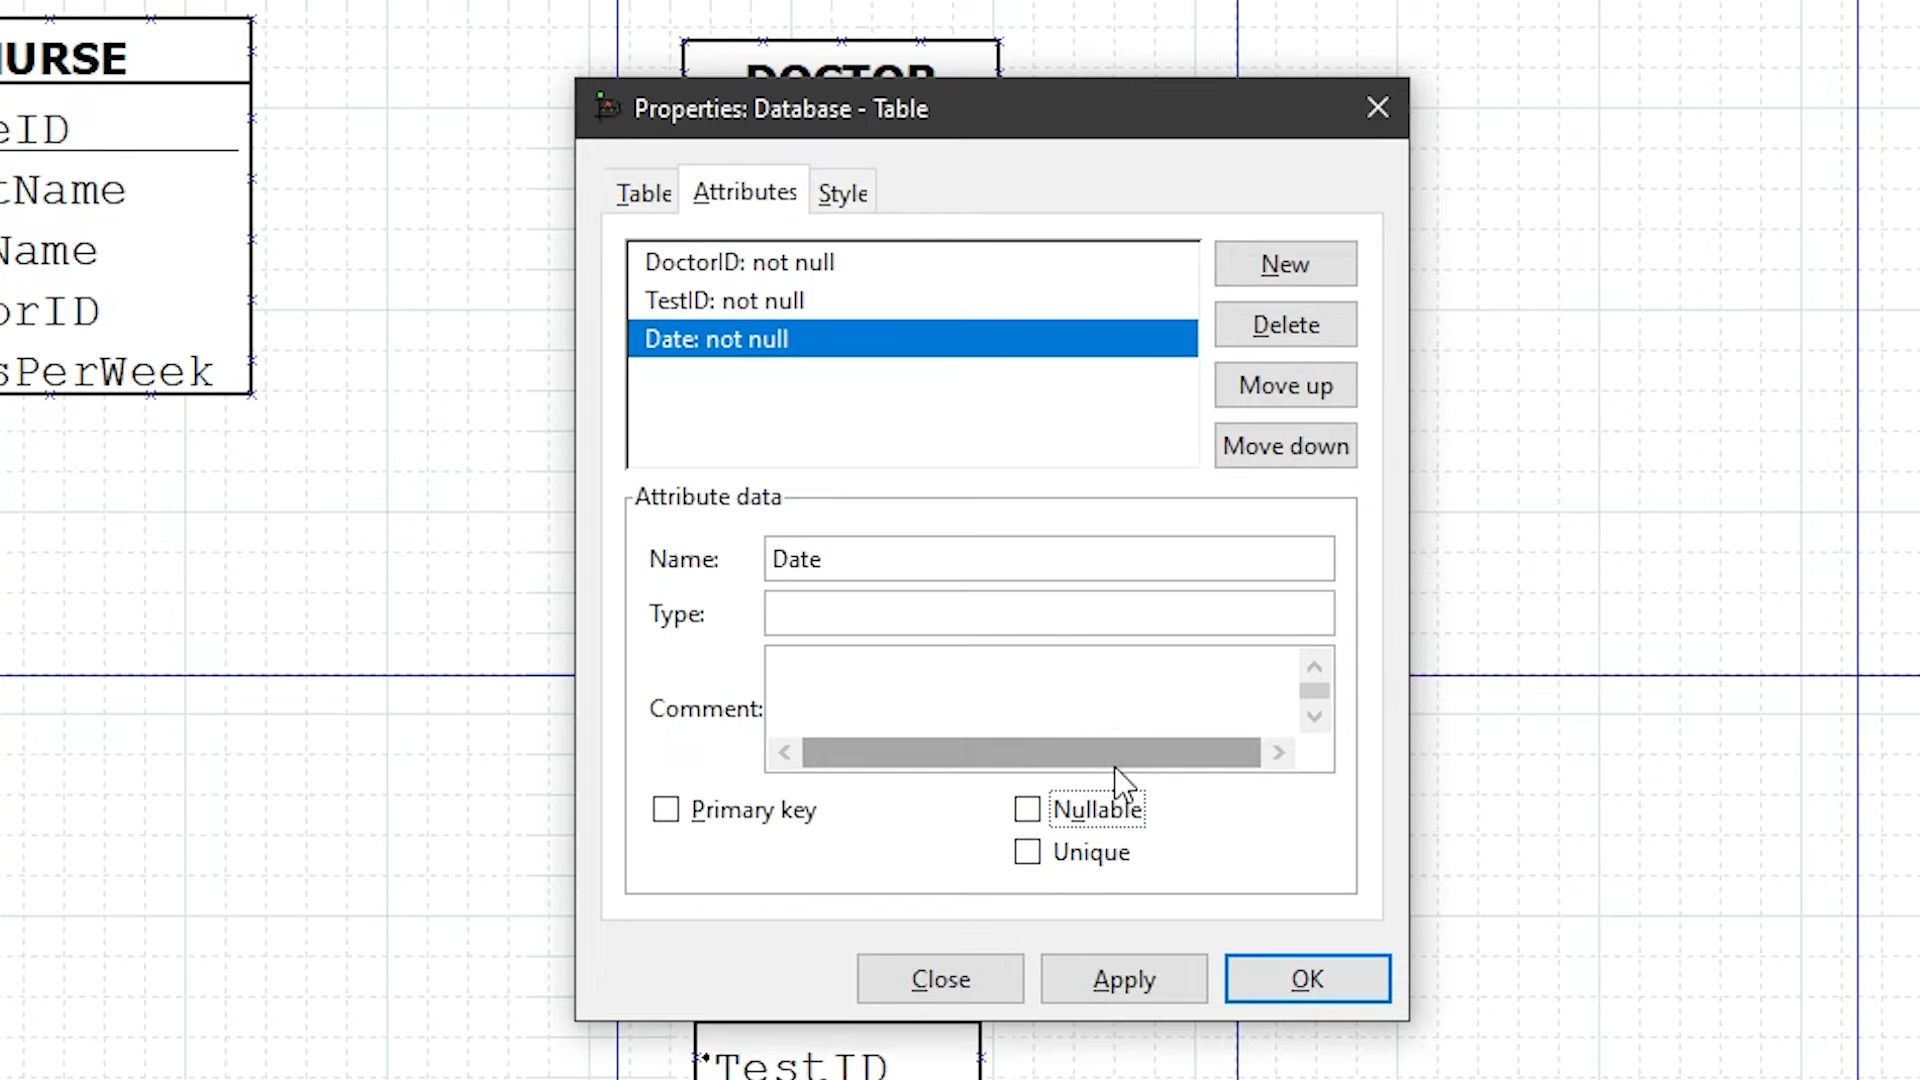 URSE
eID
tName
Name
orID
sPerWeek
DOCTOR
Properties: Database - Table
Table
Attributes
Style
DoctorID: not null
TestID: not null
Date: not null
New
Delete
Move up
Move down
Attribute data
Name:
Date
Type:
Comment:
Primary key
Nullable
Unique
Close
Apply
OK
TestID